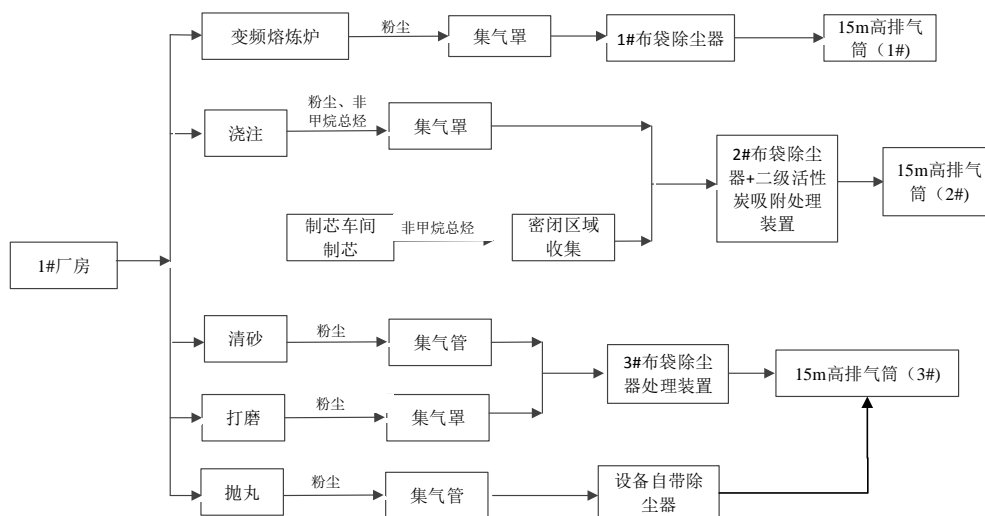 变频熔炼炉
粉尘
集气罩
1#布袋除尘器
15m高排气
筒（1#)
浇注
粉尘、非
甲烷总烃
集气罩
2#布袋除尘
器+二级活性
炭吸附处理
装置
15m高排气
筒（2#)
制芯车间
制芯
非甲烷总烃
密闭区域
收集
1#厂房
清砂
粉尘
集气管
3#布袋除尘
器处理装置
15m高排气筒（3#)
打磨
粉尘
集气罩
抛丸
粉尘
集气管
设备自带除
尘器